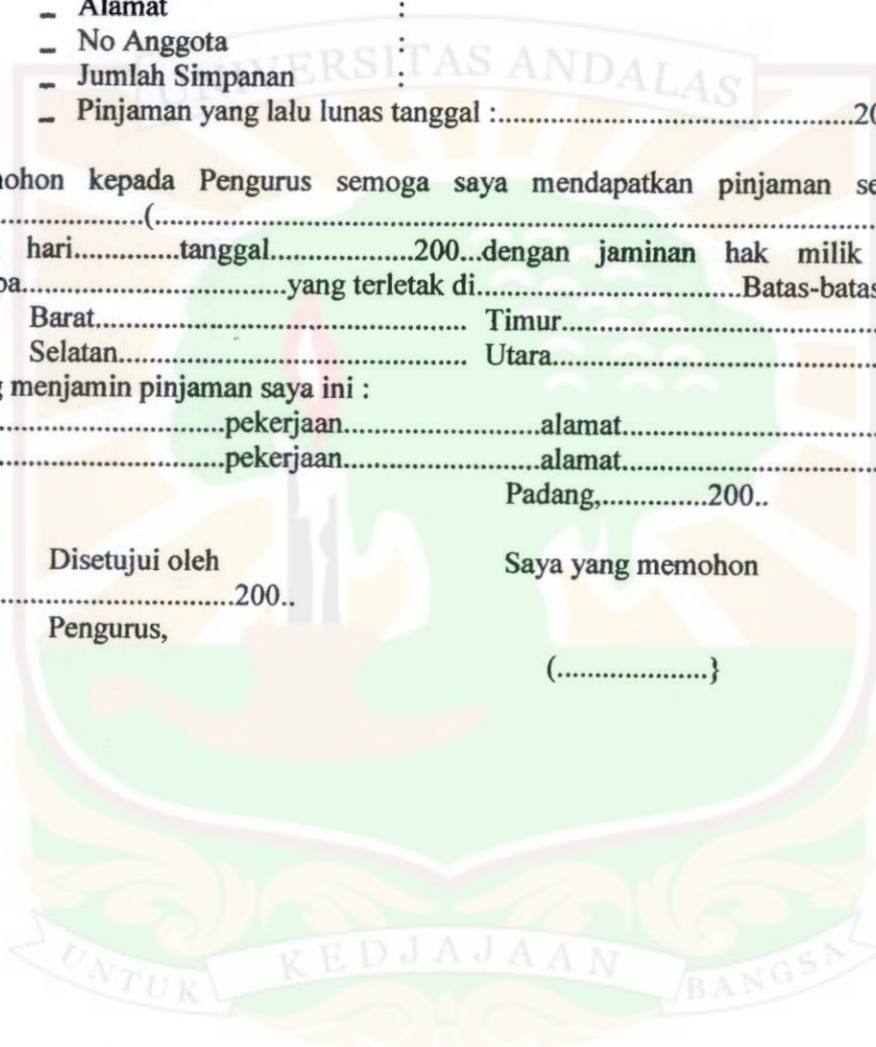 – Alamat :
– No Anggota :
– Jumlah Simpanan :
– Pinjaman yang lalu lunas tanggal :...............................................20
ohon kepada Pengurus semoga saya mendapatkan pinjaman se
...................(................................................................................................
hari..............tanggal...................200...dengan jaminan hak milik
pa...................................yang terletak di...................................Batas-batas
Barat................................................. Timur..........................................
Selatan.............................................. Utara...........................................
g menjamin pinjaman saya ini :
..............................pekerjaan..........................alamat..................................
..............................pekerjaan..........................alamat..................................
Padang,..............200..
Disetujui oleh Saya yang memohon
...............................200..
Pengurus,
(....................}
UNIVERSITAS ANDALAS
UNTUK KEDJAJAAN BANGSA